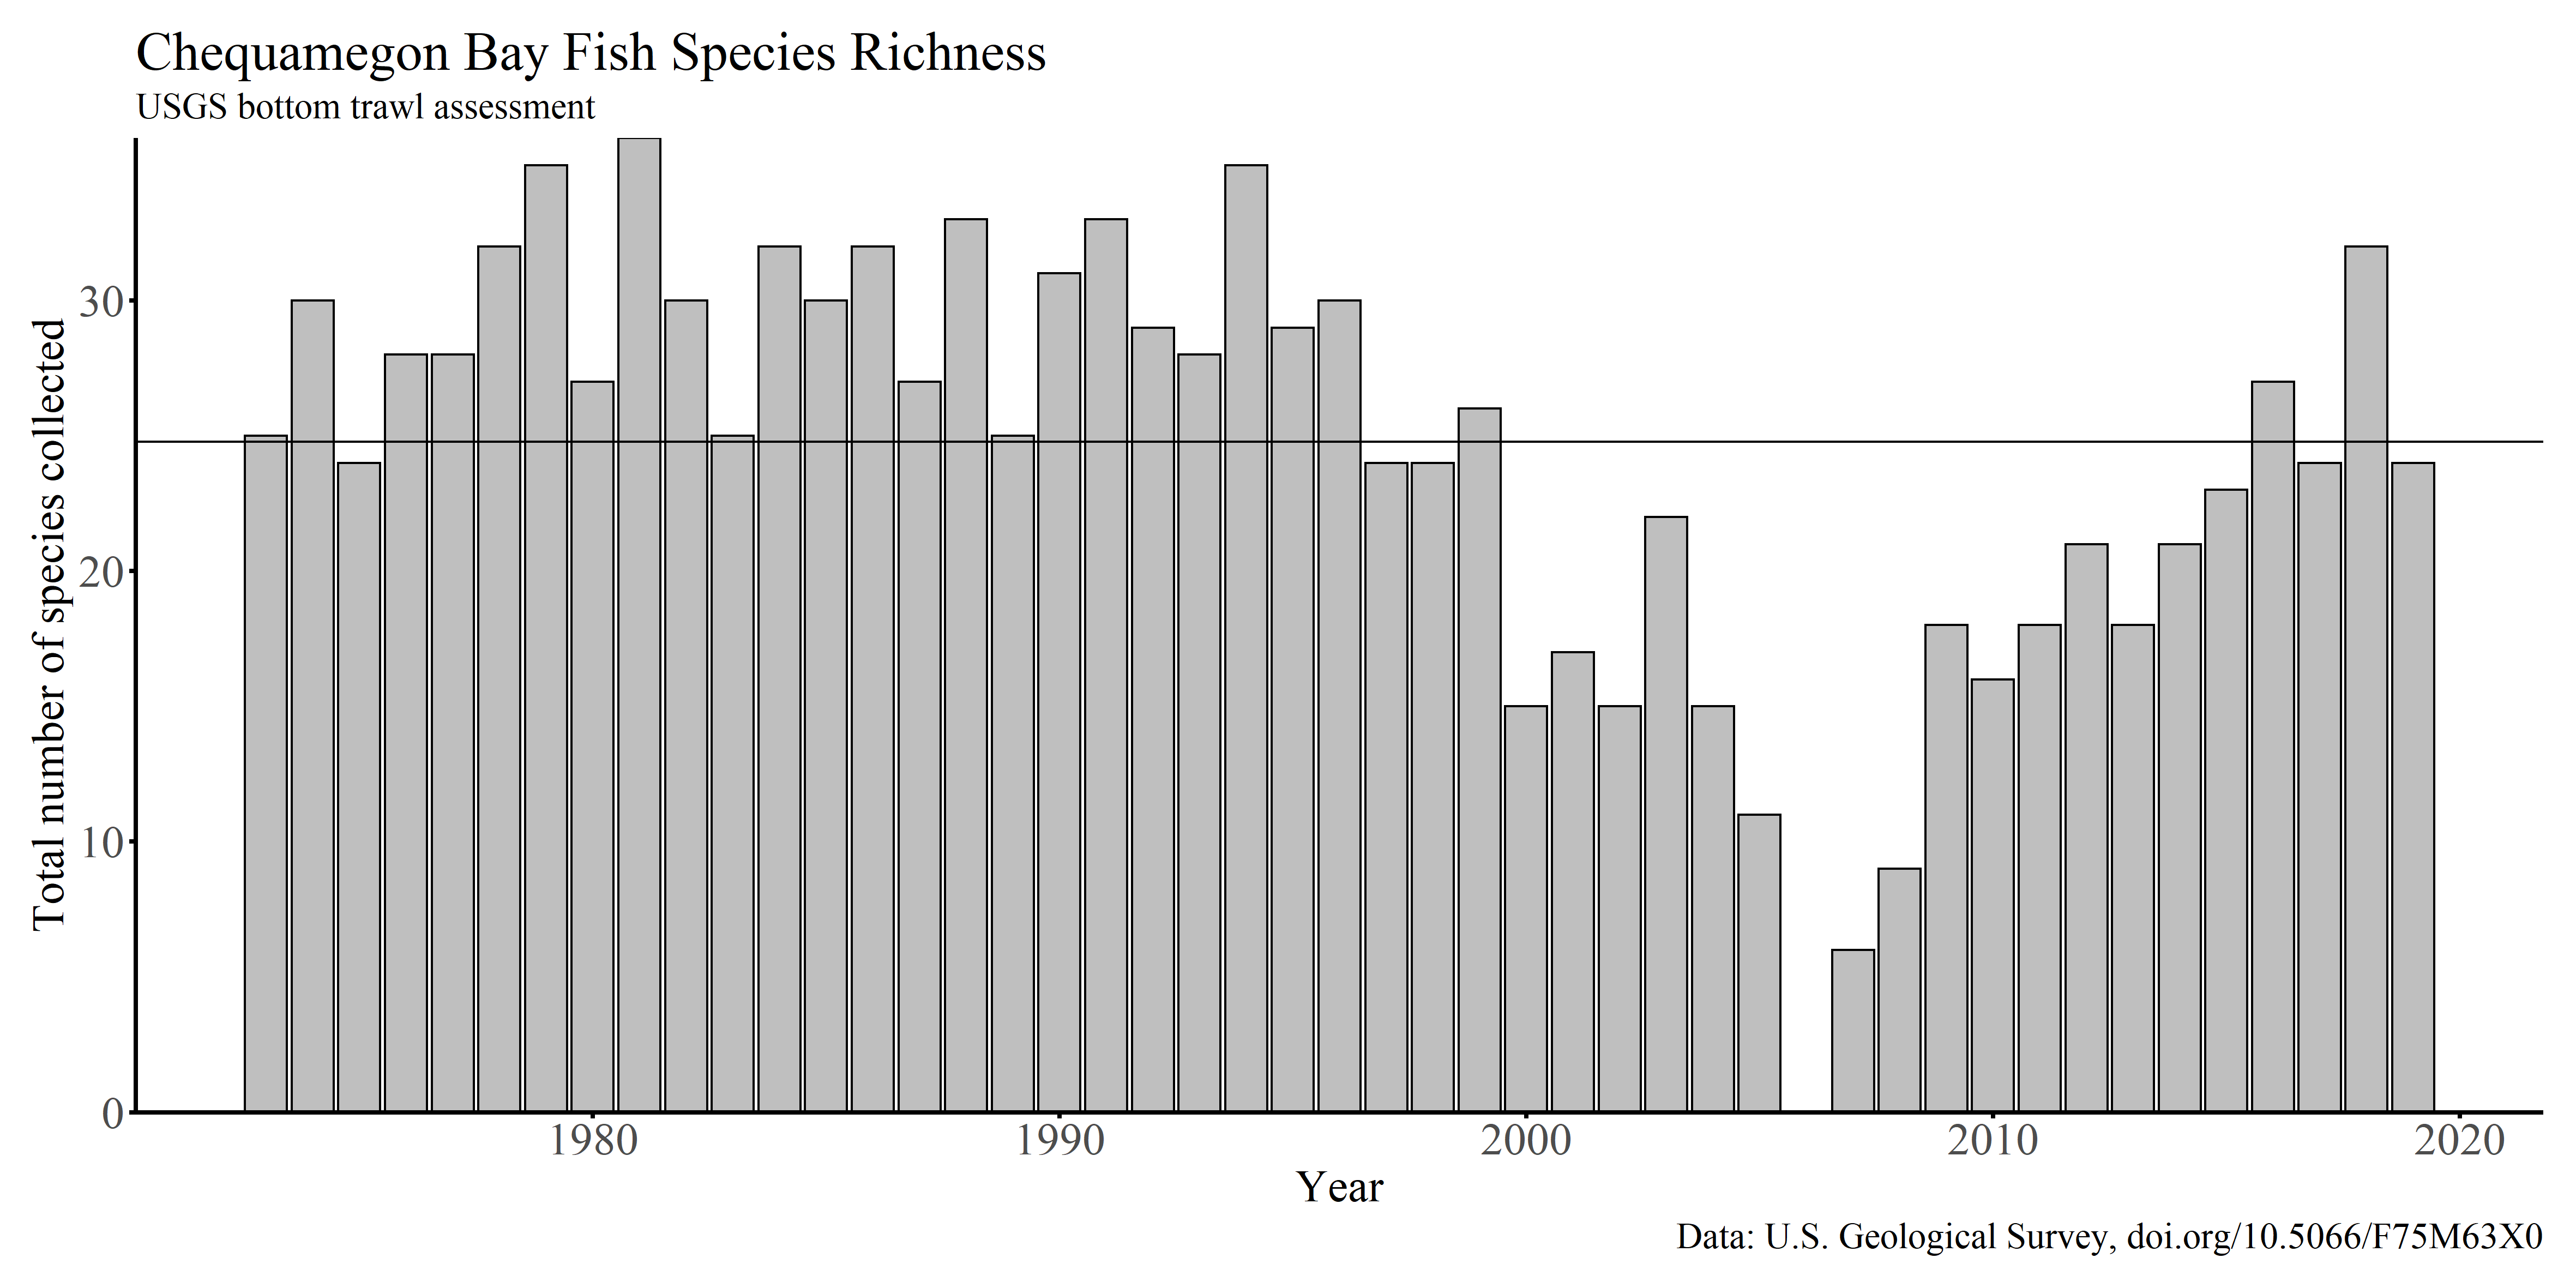 Chequamegon Bay Fish Species Richness
USGS bottom trawl assessment
Total number of species collected
30
20
10
0
1980
1990
2000
2010
2020
Year
Data: U.S. Geological Survey, doi.org/10.5066/F75M63X0